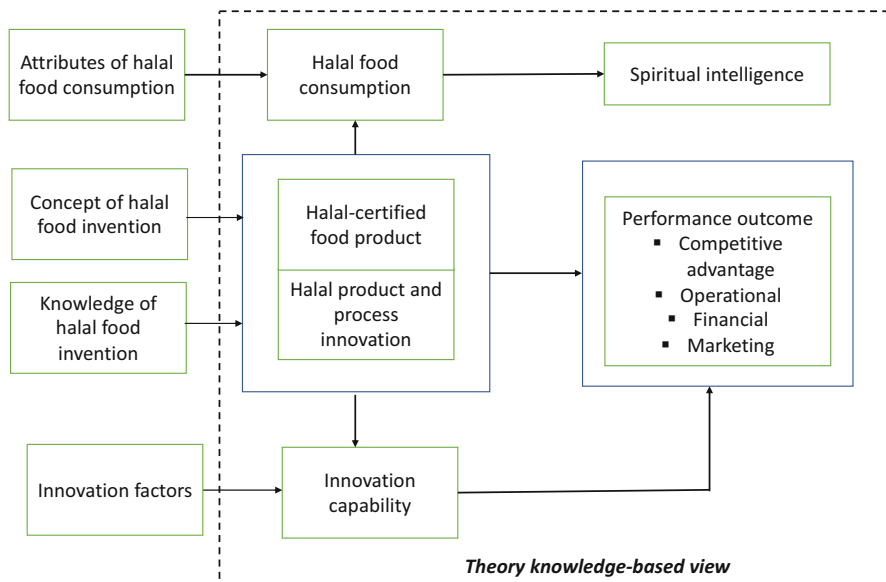 Attributes of halal
food consumption
Halal food
consumption
Spiritual intelligence
Concept of halal
food invention
Halal-certified
food product
Performance outcome
▪ Competitive
advantage
▪ Operational
▪ Financial
▪ Marketing
Knowledge of
halal food
invention
Halal product and
process innovation
Innovation factors
Innovation
capability
Theory knowledge-based view